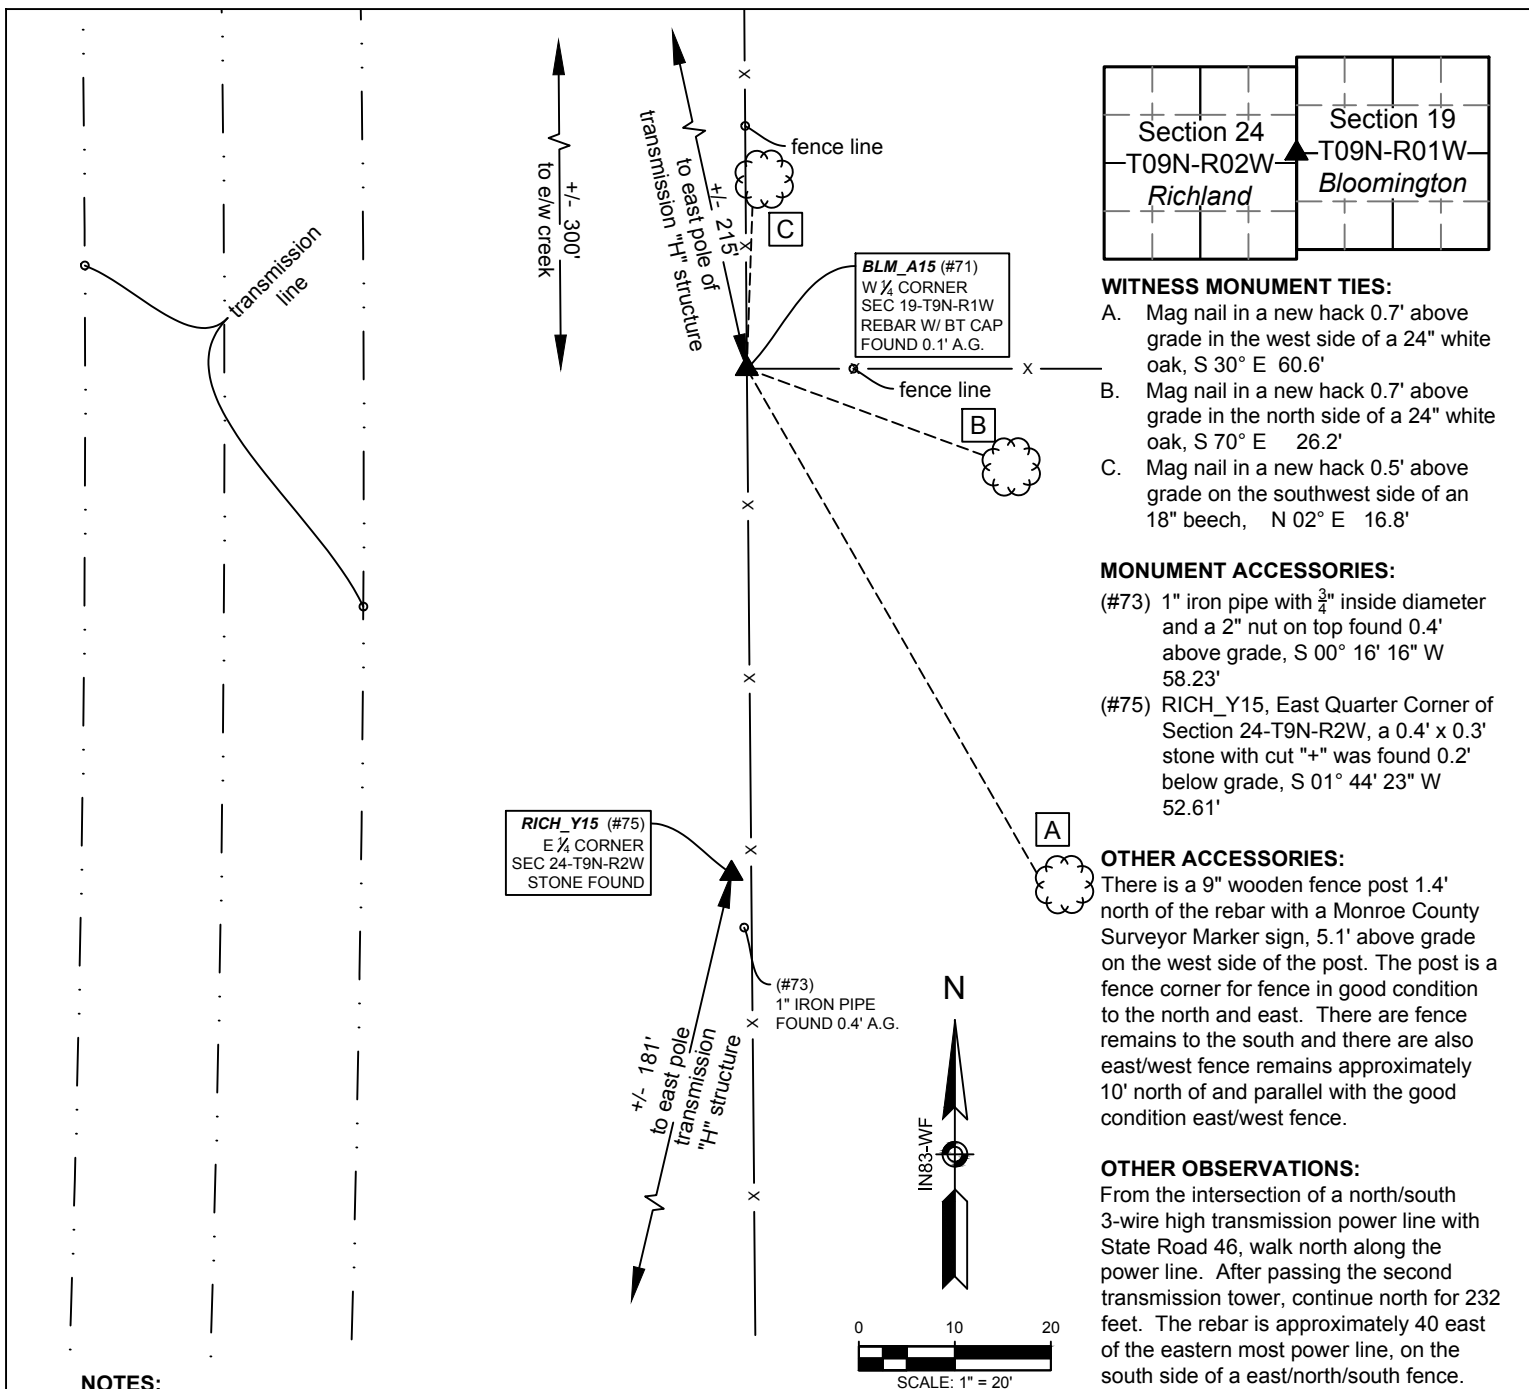 fence line
+/- 300'
to e/w creek
+/- 215'
to east pole of
transmission "H" structure
C
transmission
line
BLM_A15 (#71)
W ¼ CORNER
SEC 19-T9N-R1W
REBAR W/ BT CAP
FOUND 0.1' A.G.
fence line
B
A
RICH_Y15 (#75)
E ¼ CORNER
SEC 24-T9N-R2W
STONE FOUND
(#73)
1" IRON PIPE
FOUND 0.4' A.G.
+/- 181'
to east pole
transmission
"H" structure
N
IN83-WF
0 10 20
SCALE: 1" = 20'
NOTES:
Section 24
T09N-R02W
Richland
Section 19
T09N-R01W
Bloomington
WITNESS MONUMENT TIES:
A. Mag nail in a new hack 0.7' above
grade in the west side of a 24" white
oak, S 30° E 60.6'
B. Mag nail in a new hack 0.7' above
grade in the north side of a 24" white
oak, S 70° E 26.2'
C. Mag nail in a new hack 0.5' above
grade on the southwest side of an
18" beech, N 02° E 16.8'
MONUMENT ACCESSORIES:
(#73) 1" iron pipe with ¾" inside diameter
and a 2" nut on top found 0.4'
above grade, S 00° 16' 16" W
58.23'
(#75) RICH_Y15, East Quarter Corner of
Section 24-T9N-R2W, a 0.4' x 0.3'
stone with cut "+" was found 0.2'
below grade, S 01° 44' 23" W
52.61'
OTHER ACCESSORIES:
There is a 9" wooden fence post 1.4'
north of the rebar with a Monroe County
Surveyor Marker sign, 5.1' above grade
on the west side of the post. The post is a
fence corner for fence in good condition
to the north and east. There are fence
remains to the south and there are also
east/west fence remains approximately
10' north of and parallel with the good
condition east/west fence.
OTHER OBSERVATIONS:
From the intersection of a north/south
3-wire high transmission power line with
State Road 46, walk north along the
power line. After passing the second
transmission tower, continue north for 232
feet. The rebar is approximately 40 east
of the eastern most power line, on the
south side of a east/north/south fence.